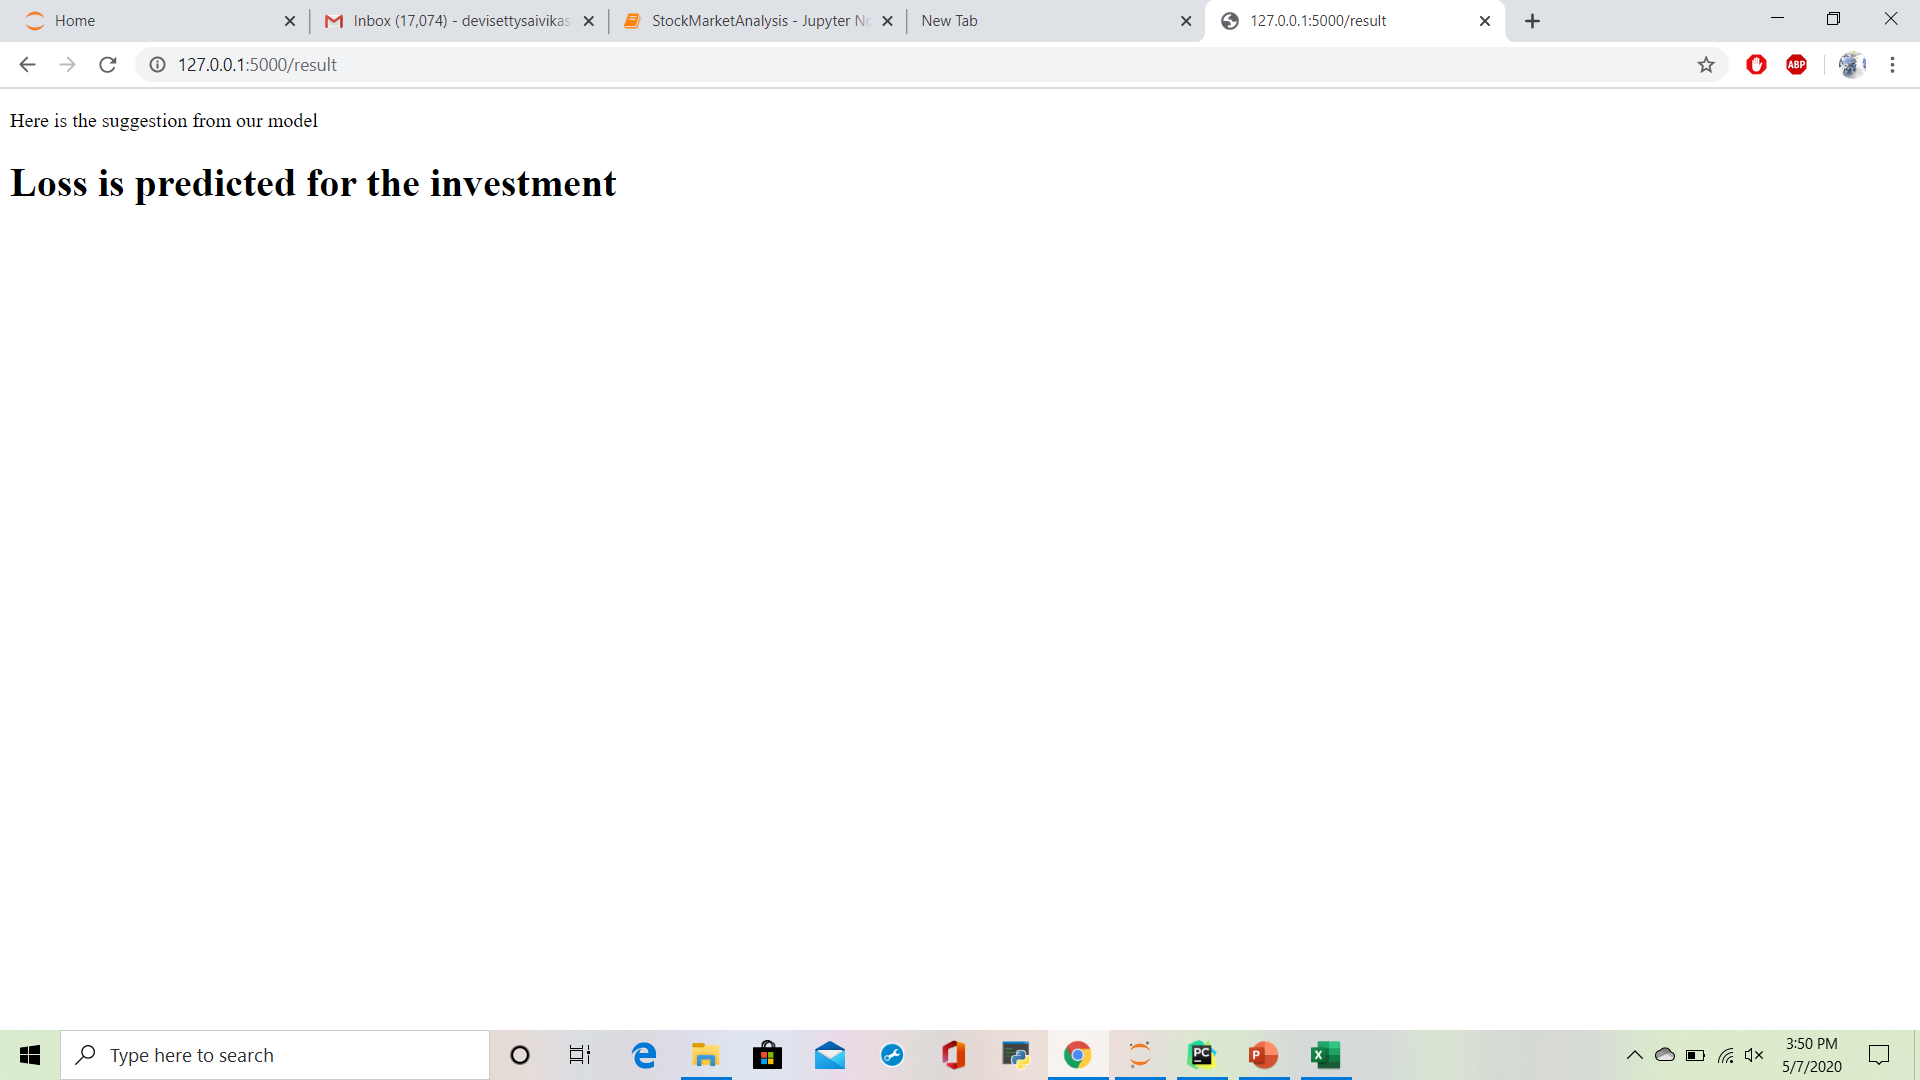 Home
Inbox (17,074) - devisettysaivikas
StockMarketAnalysis - Jupyter No
New Tab
127.0.0.1:5000/result
127.0.0.1:5000/result
ABP
Here is the suggestion from our model
Loss is predicted for the investment
Type here to search
PC
P
X
3:50 PM
5/7/2020